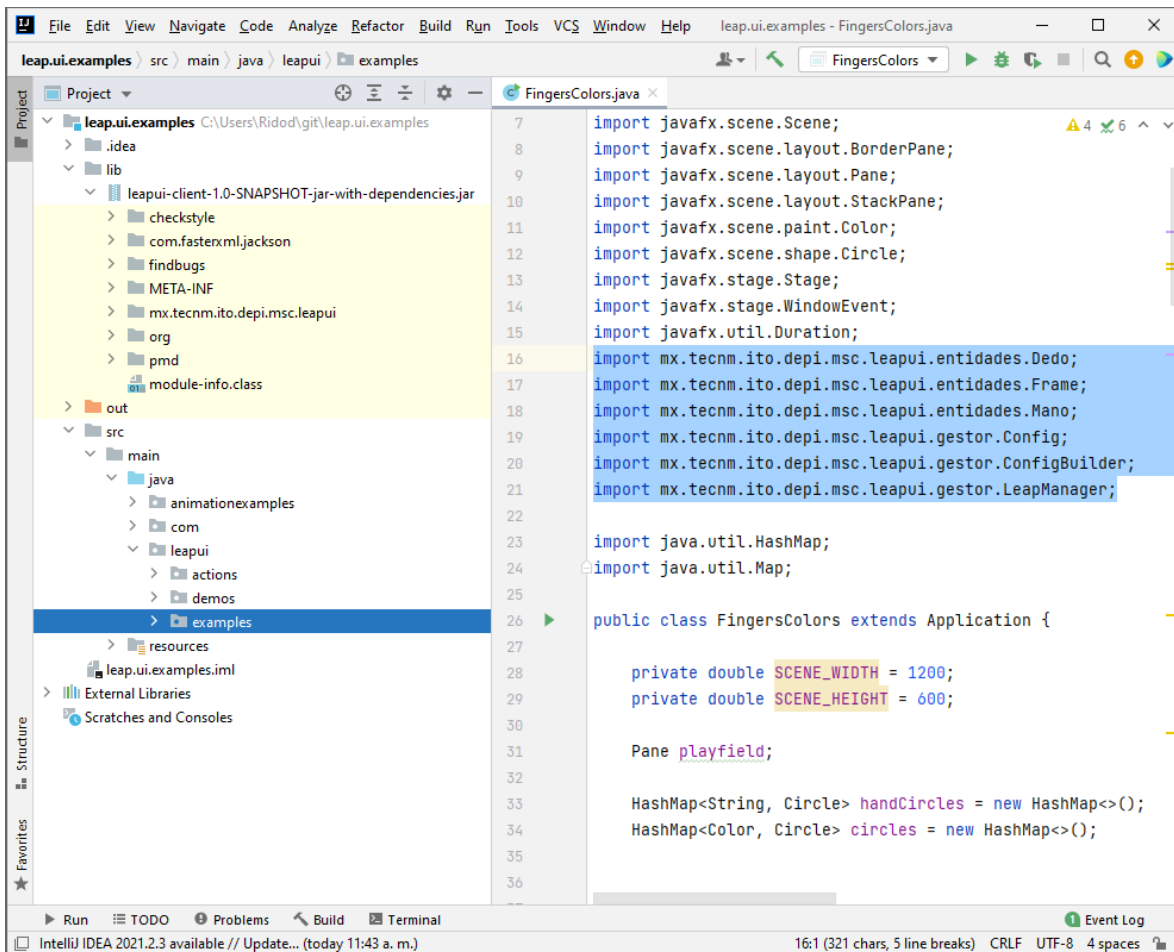 File Edit View Navigate Code Analyze Refactor Build Run Tools VCS Window Help leap.ui.examples - FingersColors.java
leap.ui.examples src main java leapui examples FingersColors
Project
Project
FingersColors.java
leap.ui.examples C:\Users\Ridod\git\leap.ui.examples
.idea
lib
leapui-client-1.0-SNAPSHOT-jar-with-dependencies.jar
checkstyle
com.fasterxml.jackson
findbugs
META-INF
mx.tecnm.ito.depi.msc.leapui
org
pmd
module-info.class
out
src
main
java
animationexamples
com
leapui
actions
demos
examples
resources
leap.ui.examples.iml
External Libraries
Scratches and Consoles
Structure
Favorites
4 6
7 import javafx.scene.Scene;
8 import javafx.scene.layout.BorderPane;
9 import javafx.scene.layout.Pane;
10 import javafx.scene.layout.StackPane;
11 import javafx.scene.paint.Color;
12 import javafx.scene.shape.Circle;
13 import javafx.stage.Stage;
14 import javafx.stage.WindowEvent;
15 import javafx.util.Duration;
16 import mx.tecnm.ito.depi.msc.leapui.entidades.Dedo;
17 import mx.tecnm.ito.depi.msc.leapui.entidades.Frame;
18 import mx.tecnm.ito.depi.msc.leapui.entidades.Mano;
19 import mx.tecnm.ito.depi.msc.leapui.gestor.Config;
20 import mx.tecnm.ito.depi.msc.leapui.gestor.ConfigBuilder;
21 import mx.tecnm.ito.depi.msc.leapui.gestor.LeapManager;
22
23 import java.util.HashMap;
24 import java.util.Map;
25
26 public class FingersColors extends Application {
27
28 private double SCENE_WIDTH = 1200;
29 private double SCENE_HEIGHT = 600;
30
31 Pane playfield;
32
33 HashMap<String, Circle> handCircles = new HashMap<>();
34 HashMap<Color, Circle> circles = new HashMap<>();
35
36
Run TODO Problems Build Terminal 1 Event Log
IntelliJ IDEA 2021.2.3 available // Update... (today 11:43 a. m.) 16:1 (321 chars, 5 line breaks) CRLF UTF-8 4 spaces